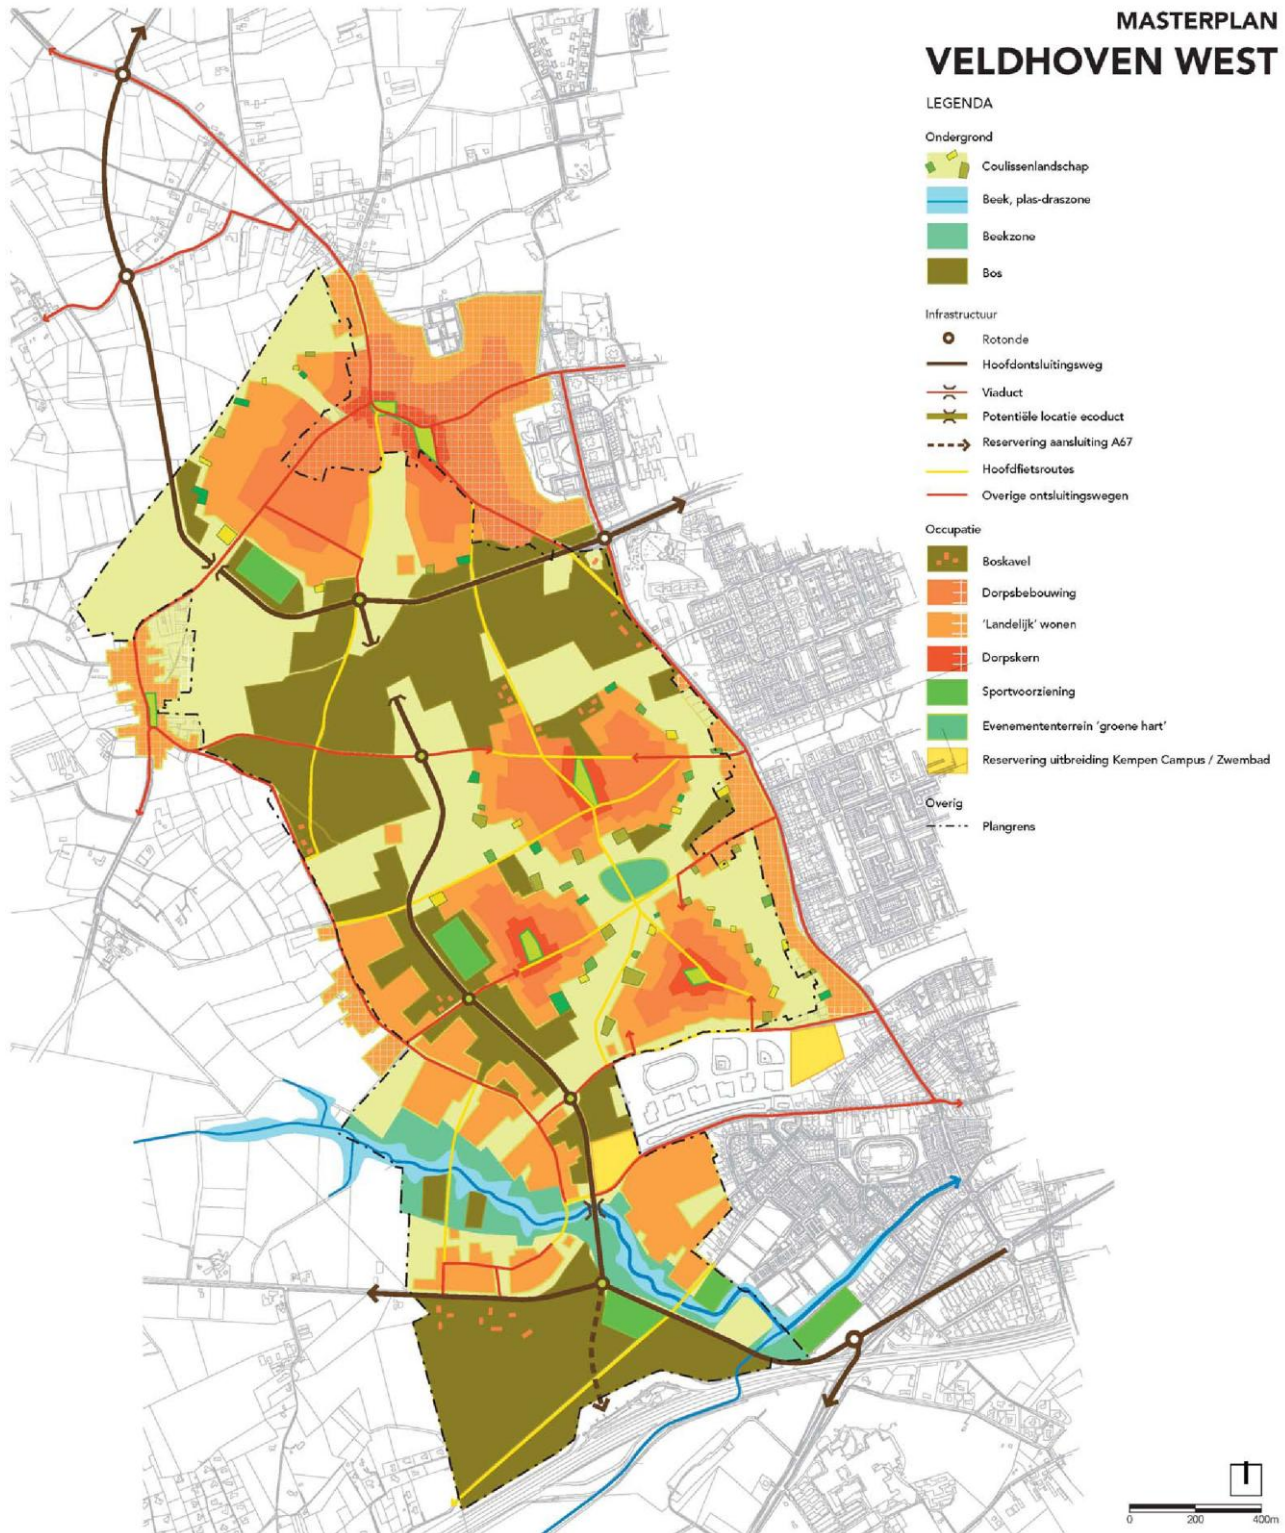 MASTERPLAN
VELDHOVEN WEST
LEGENDA
Ondergrond
Coulissenlandschap
Beek, plas-draszone
Beekzone
Bos
Infrastructuur
Rotonde
Hoofdontsluitingsweg
Viaduct
Potentiële locatie ecoduct
Reservering aansluiting A67
Hoofdfietsroutes
Overige ontsluitingswegen
Occupatie
Boskavel
Dorpsbebouwing
'Landelijk' wonen
Dorpskern
Sportvoorziening
Evenemententerrein 'groene hart'
Reservering uitbreiding Kempen Campus / Zwembad
Overig
Plangrens
0 200 400m